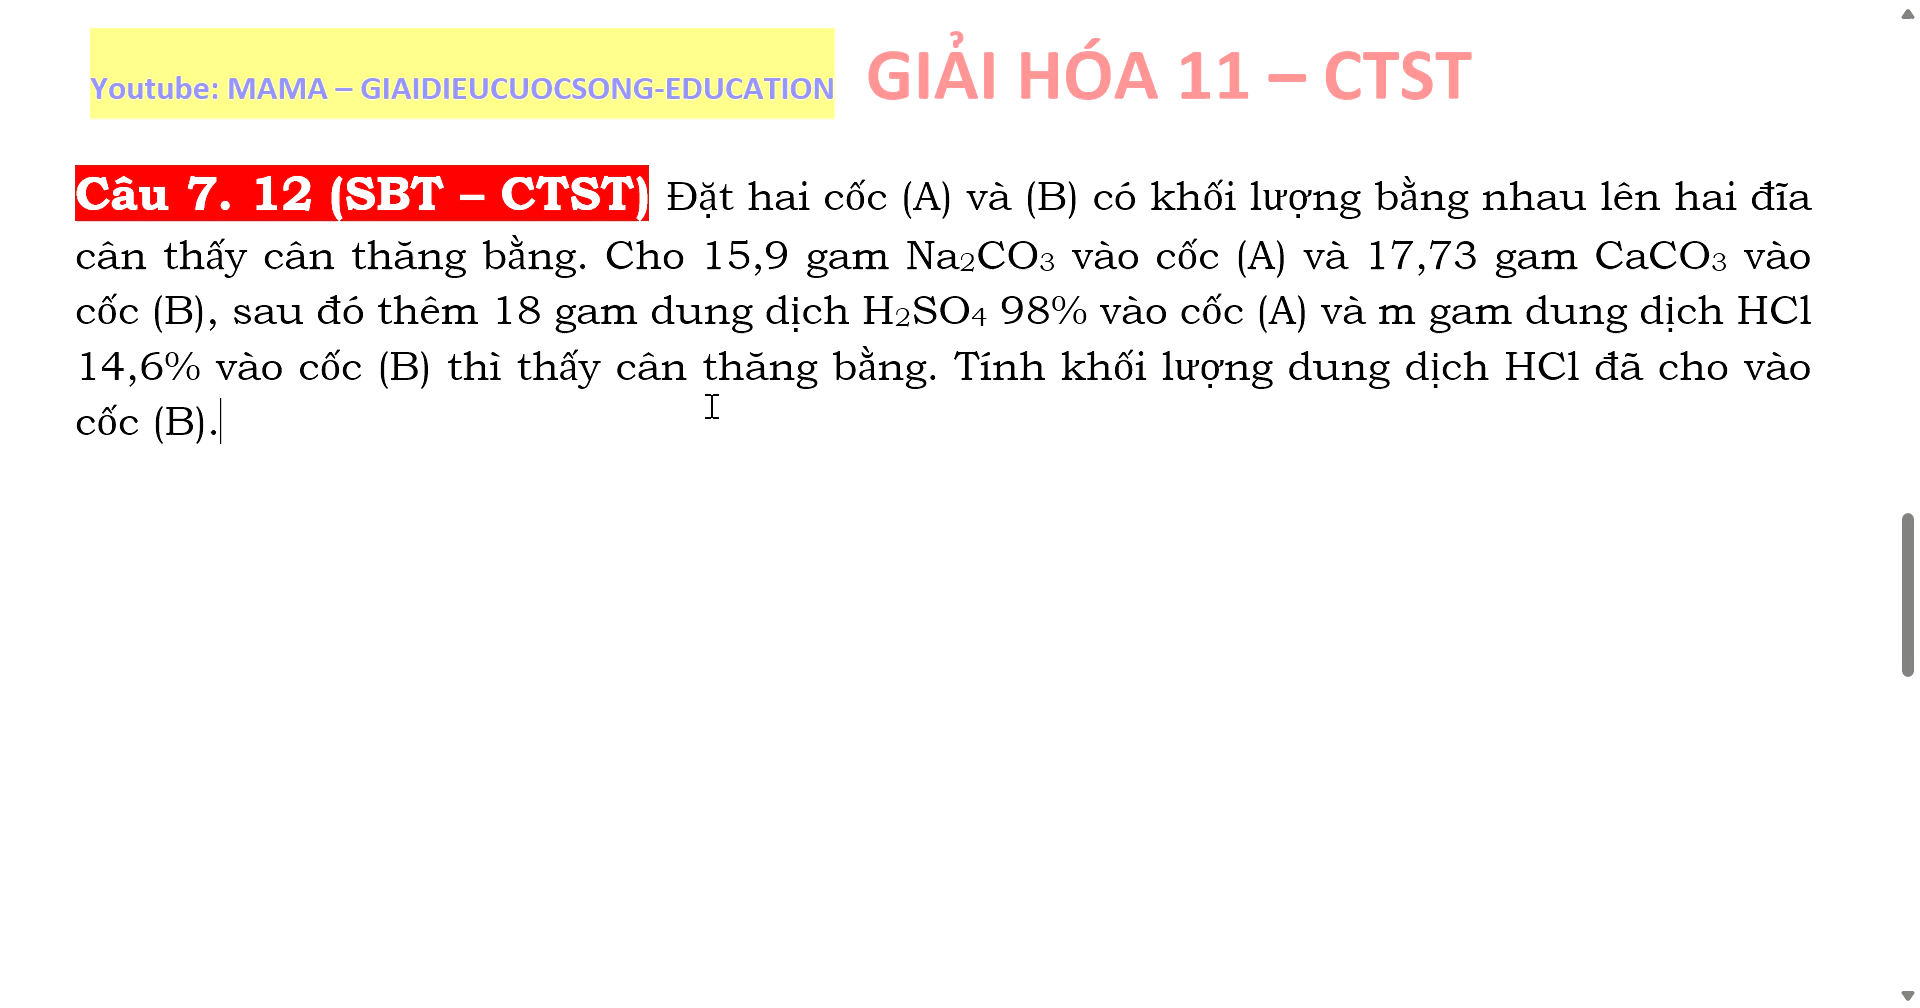 Youtube: MAMA – GIAIDIEUCUOCSONG-EDUCATION GIẢI HÓA 11 – CTST
Câu 7. 12 (SBT – CTST) Đặt hai cốc (A) và (B) có khối lượng bằng nhau lên hai đĩa
cân thấy cân thăng bằng. Cho 15,9 gam Na₂CO₃ vào cốc (A) và 17,73 gam CaCO₃ vào
cốc (B), sau đó thêm 18 gam dung dịch H₂SO₄ 98% vào cốc (A) và m gam dung dịch HCl
14,6% vào cốc (B) thì thấy cân thăng bằng. Tính khối lượng dung dịch HCl đã cho vào
cốc (B).